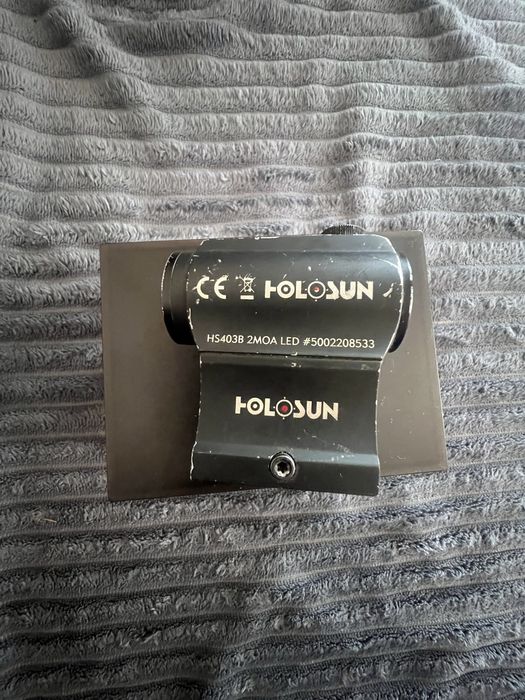 CE HOLOSUN
HS403B 2MOA LED #5002208533
HOLOSUN